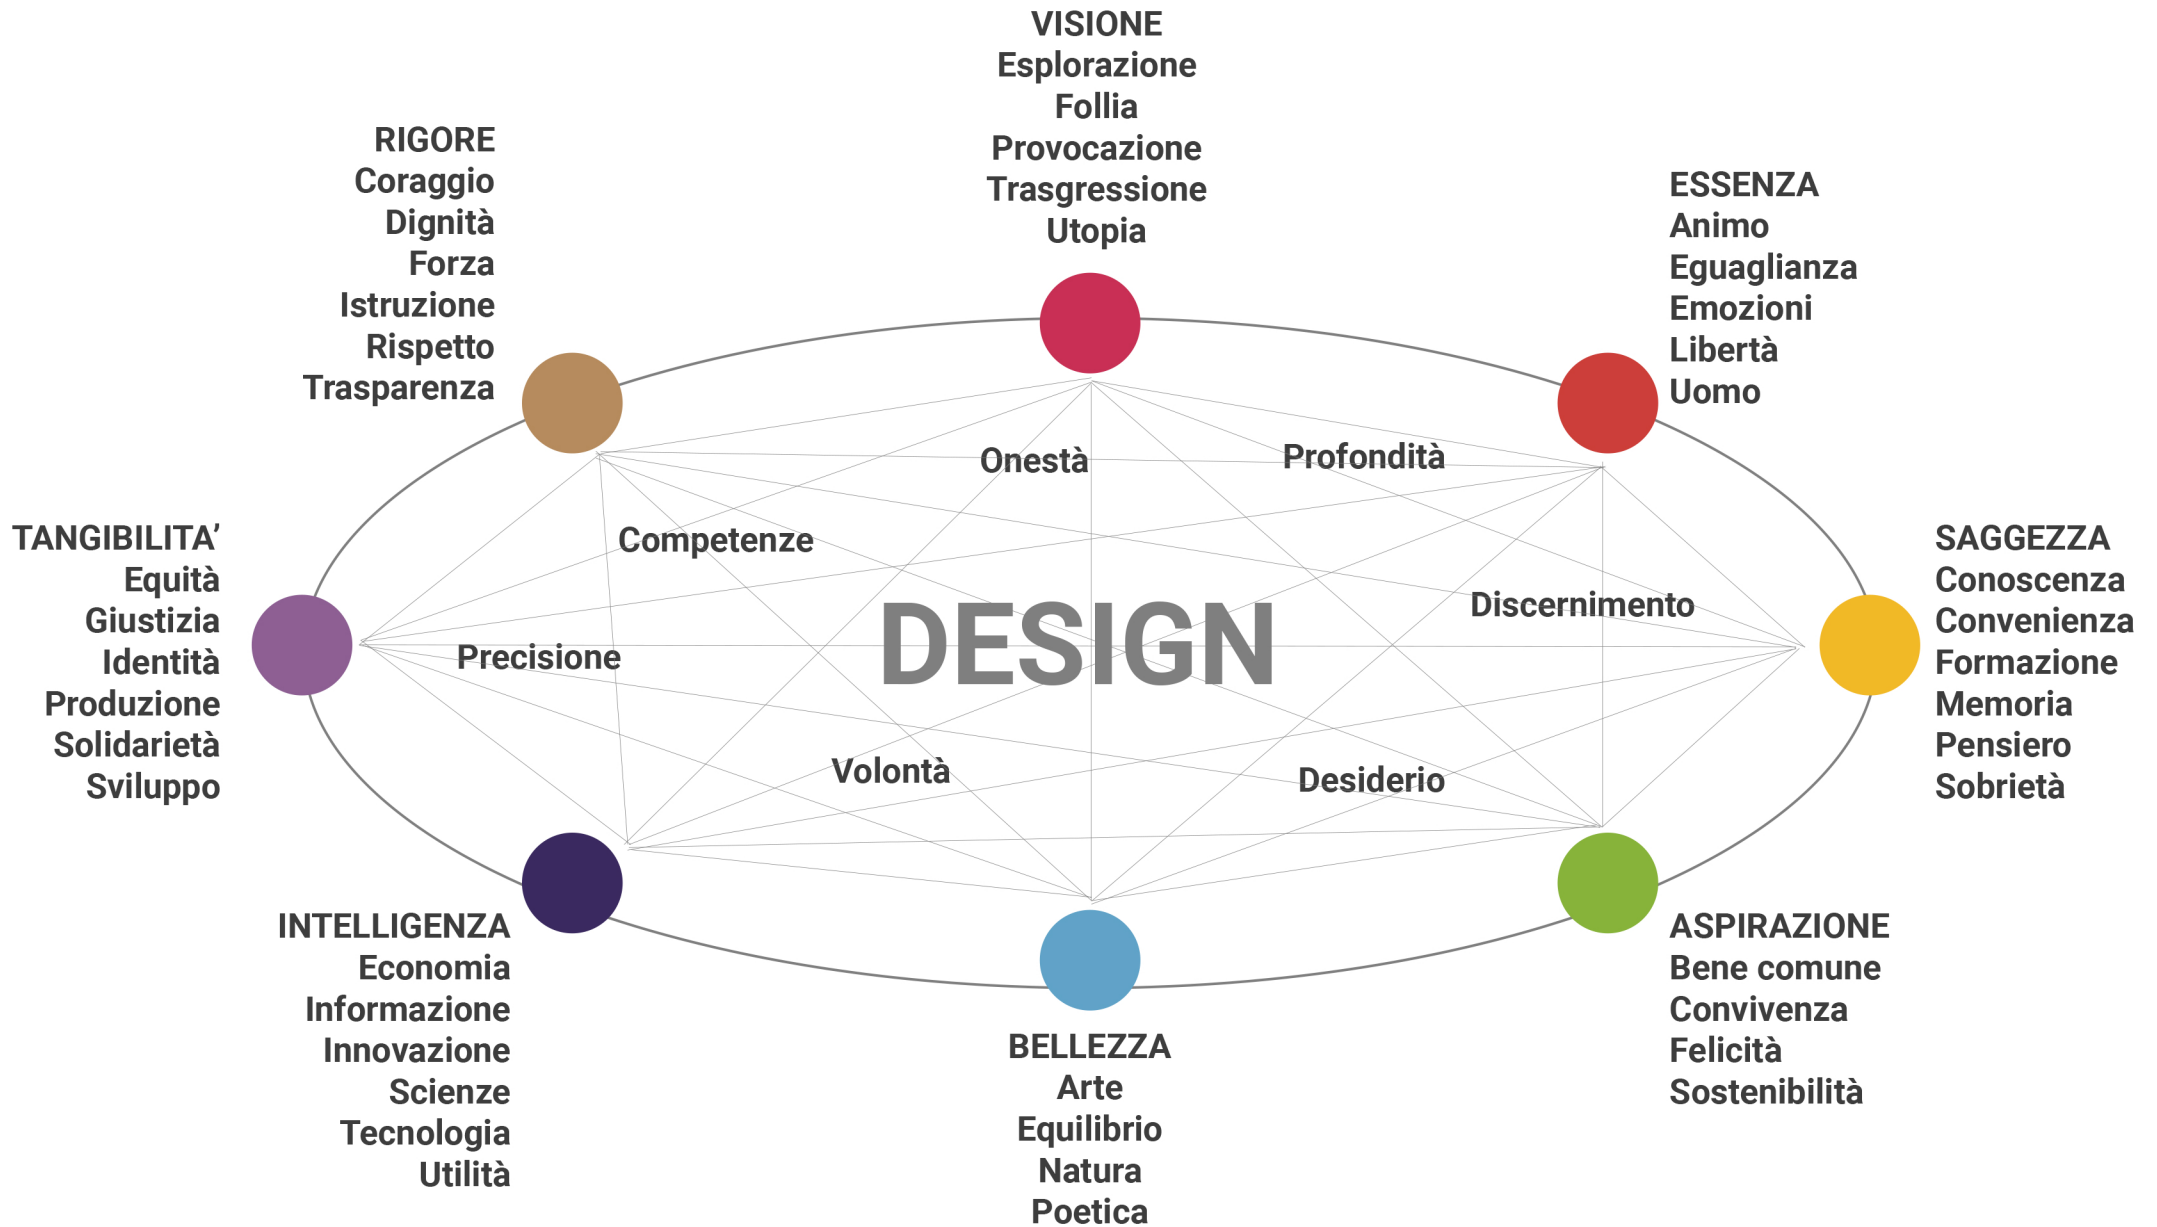 VISIONE
Esplorazione
Follia
Provocazione
Trasgressione
Utopia
RIGORE
Coraggio
Dignità
Forza
Istruzione
Rispetto
Trasparenza
ESSENZA
Animo
Eguaglianza
Emozioni
Libertà
Uomo
Onestà
Profondità
Competenze
Discernimento
DESIGN
Precisione
Volontà
Desiderio
TANGIBILITA’
Equità
Giustizia
Identità
Produzione
Solidarietà
Sviluppo
SAGGEZZA
Conoscenza
Convenienza
Formazione
Memoria
Pensiero
Sobrietà
INTELLIGENZA
Economia
Informazione
Innovazione
Scienze
Tecnologia
Utilità
BELLEZZA
Arte
Equilibrio
Natura
Poetica
ASPIRAZIONE
Bene comune
Convivenza
Felicità
Sostenibilità